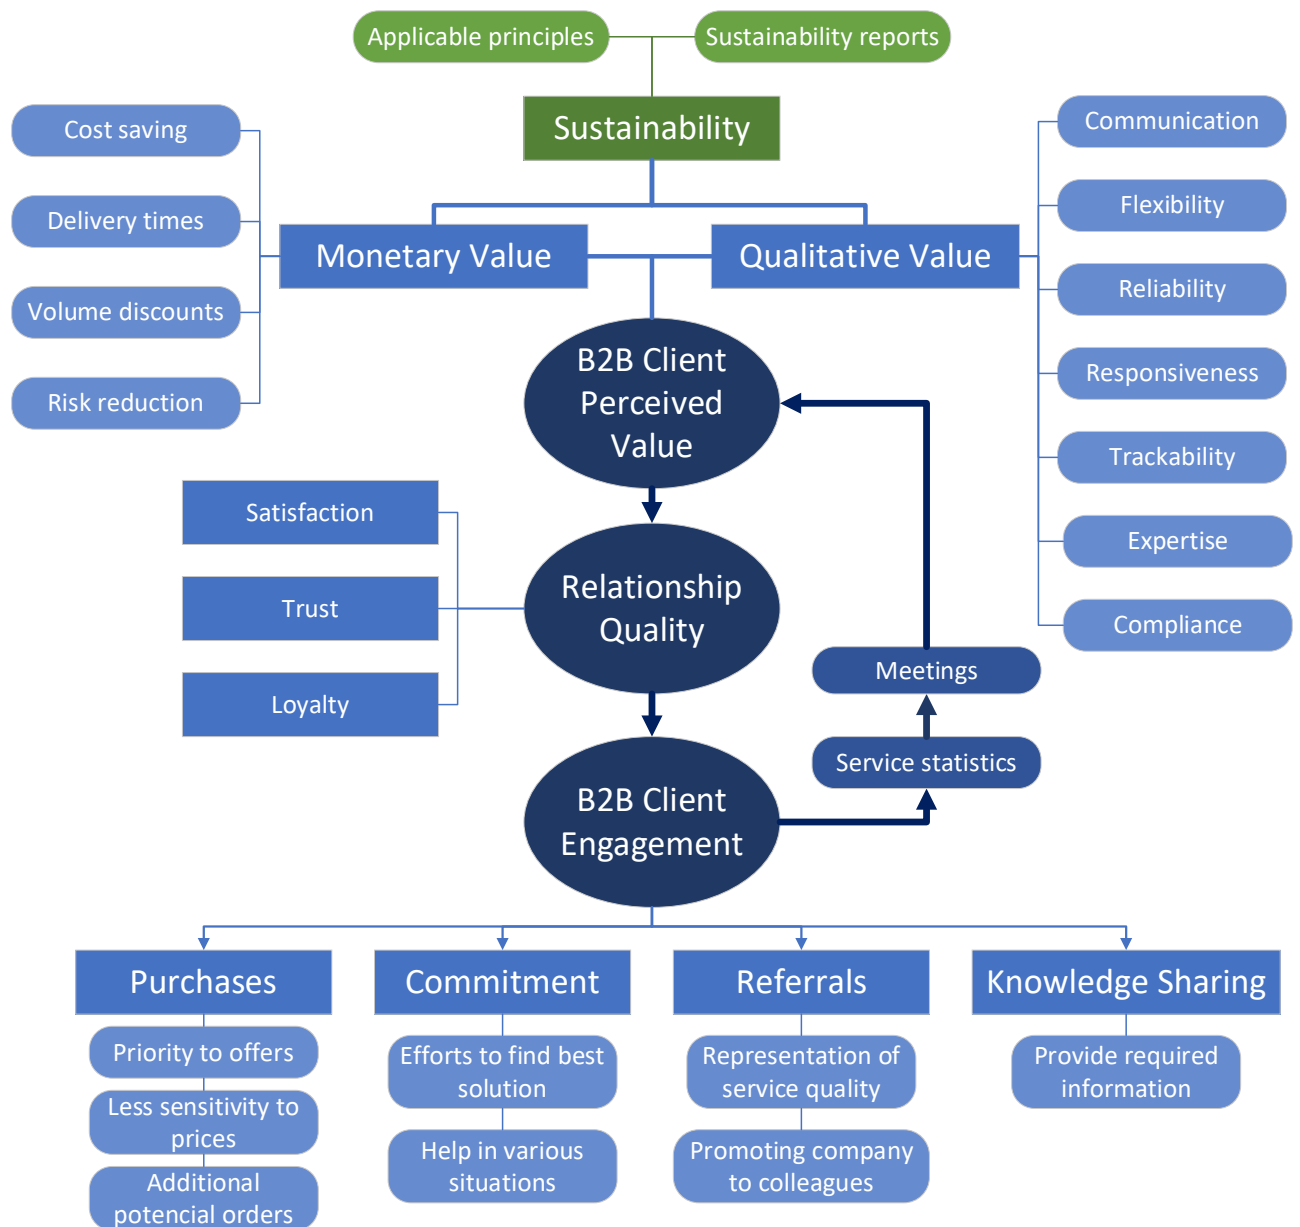 Applicable principles
Sustainability reports
Sustainability
Cost saving
Delivery times
Volume discounts
Risk reduction
Monetary Value
Qualitative Value
Communication
Flexibility
Reliability
Responsiveness
Trackability
Expertise
Compliance
B2B Client
Perceived
Value
Satisfaction
Trust
Loyalty
Relationship
Quality
Meetings
Service statistics
B2B Client
Engagement
Purchases
Priority to offers
Less sensitivity to
prices
Additional
potencial orders
Commitment
Efforts to find best
solution
Help in various
situations
Referrals
Representation of
service quality
Promoting company
to colleagues
Knowledge Sharing
Provide required
information